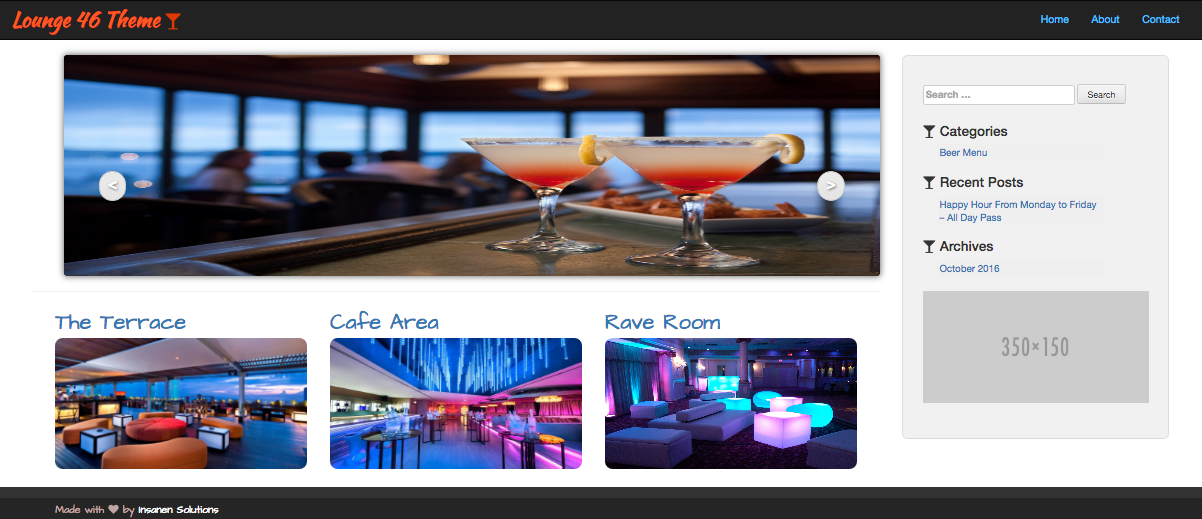 Lounge 46 Theme
Home About Contact
Search ... Search
Categories
Beer Menu
Recent Posts
Happy Hour From Monday to Friday
– All Day Pass
Archives
October 2016
350×150
< >
The Terrace Cafe Area Rave Room
Made with ♥ by Insanen Solutions